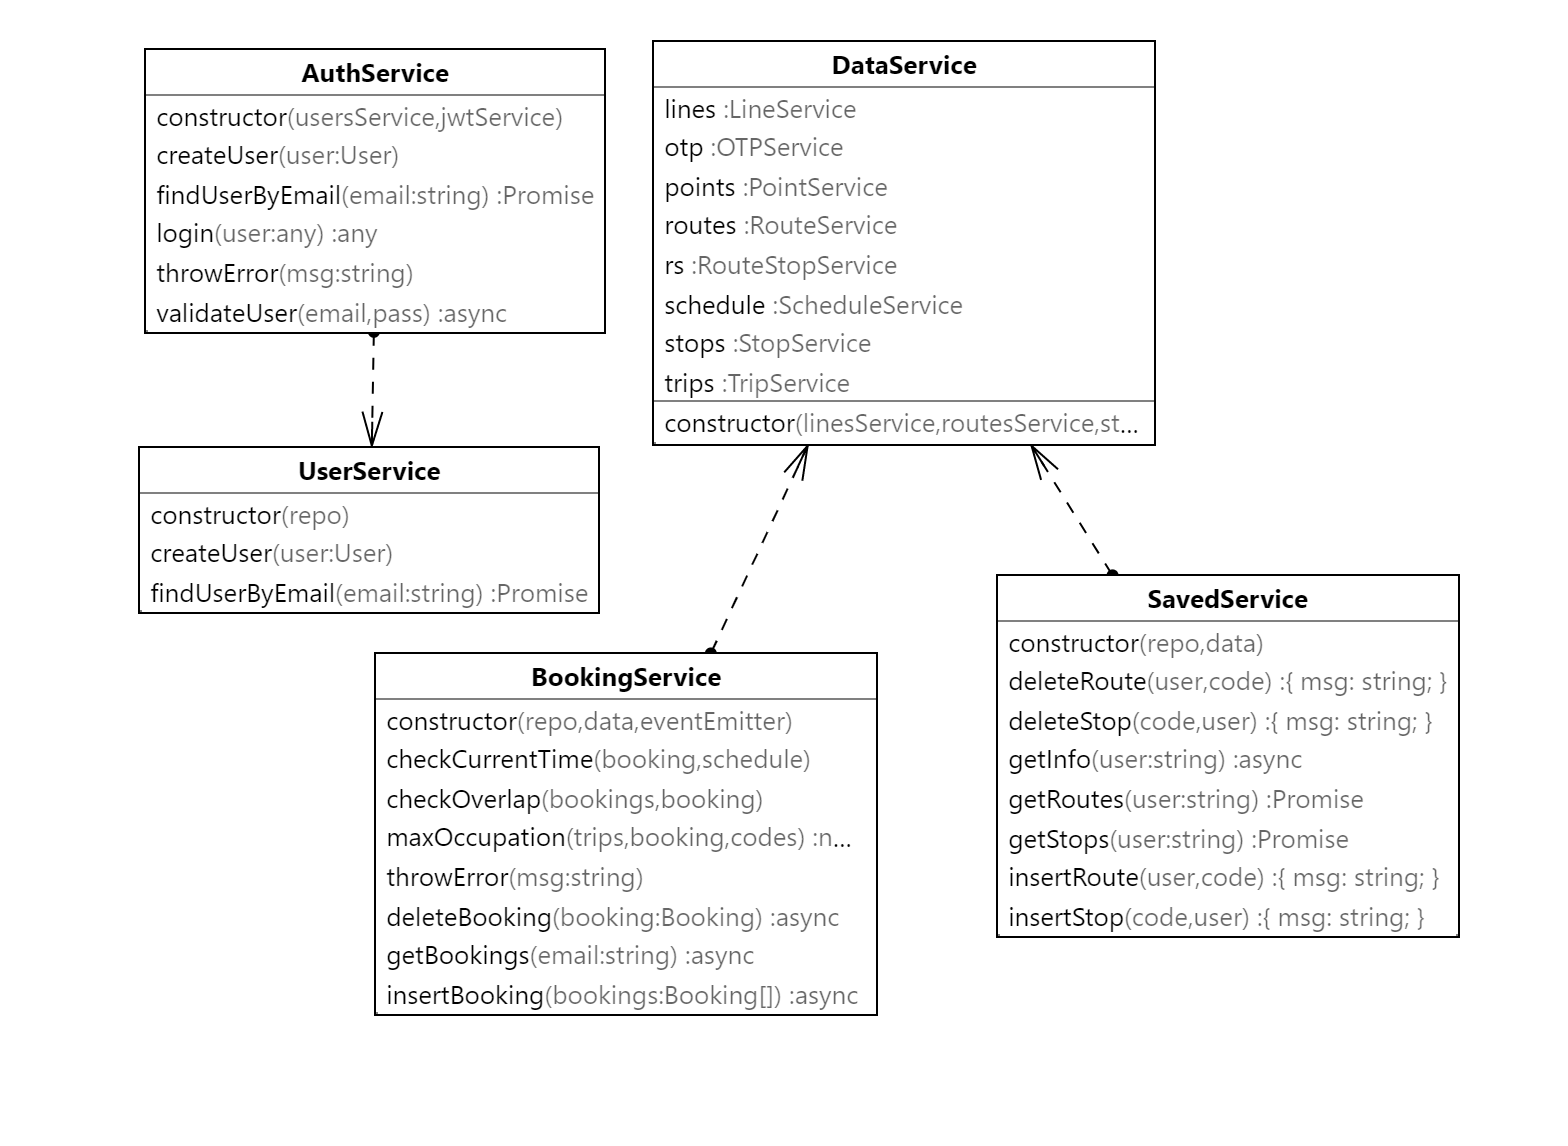 AuthService
constructor(usersService,jwtService)
createUser(user:User)
findUserByEmail(email:string) :Promise
login(user:any) :any
throwError(msg:string)
validateUser(email,pass) :async
DataService
lines :LineService
otp :OTPService
points :PointService
routes :RouteService
rs :RouteStopService
schedule :ScheduleService
stops :StopService
trips :TripService
constructor(linesService,routesService,st...
UserService
constructor(repo)
createUser(user:User)
findUserByEmail(email:string) :Promise
BookingService
constructor(repo,data,eventEmitter)
checkCurrentTime(booking,schedule)
checkOverlap(bookings,booking)
maxOccupation(trips,booking,codes) :n...
throwError(msg:string)
deleteBooking(booking:Booking) :async
getBookings(email:string) :async
insertBooking(bookings:Booking[]) :async
SavedService
constructor(repo,data)
deleteRoute(user,code) :{ msg: string; }
deleteStop(code,user) :{ msg: string; }
getInfo(user:string) :async
getRoutes(user:string) :Promise
getStops(user:string) :Promise
insertRoute(user,code) :{ msg: string; }
insertStop(code,user) :{ msg: string; }